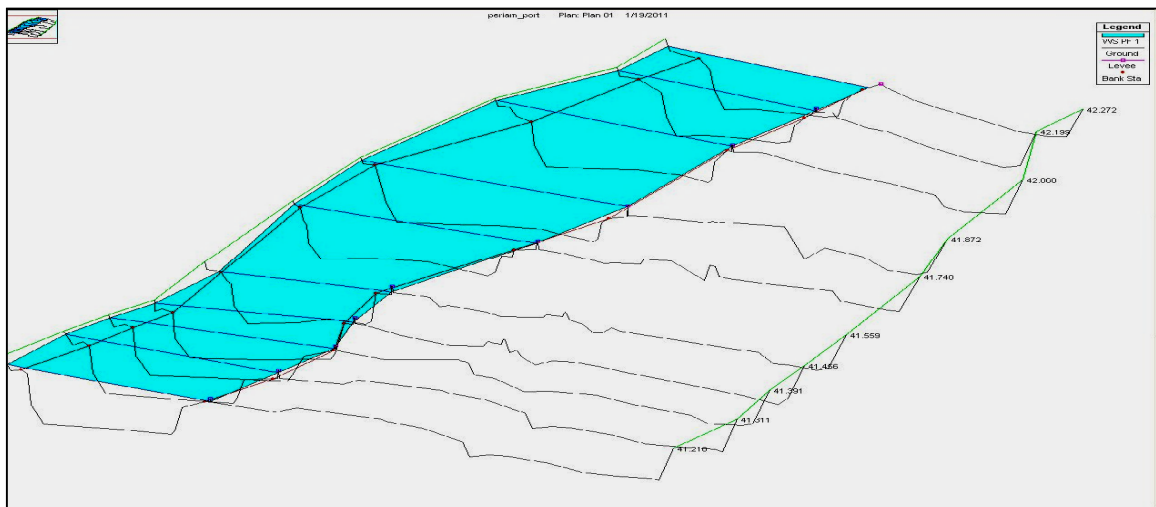 periam_port Plan: Plan 01 1/19/2011
Legend
WS PF 1
Ground
Levee
Bank Sta
42.272
42.199
42.000
41.872
41.740
41.559
41.456
41.391
41.311
41.210